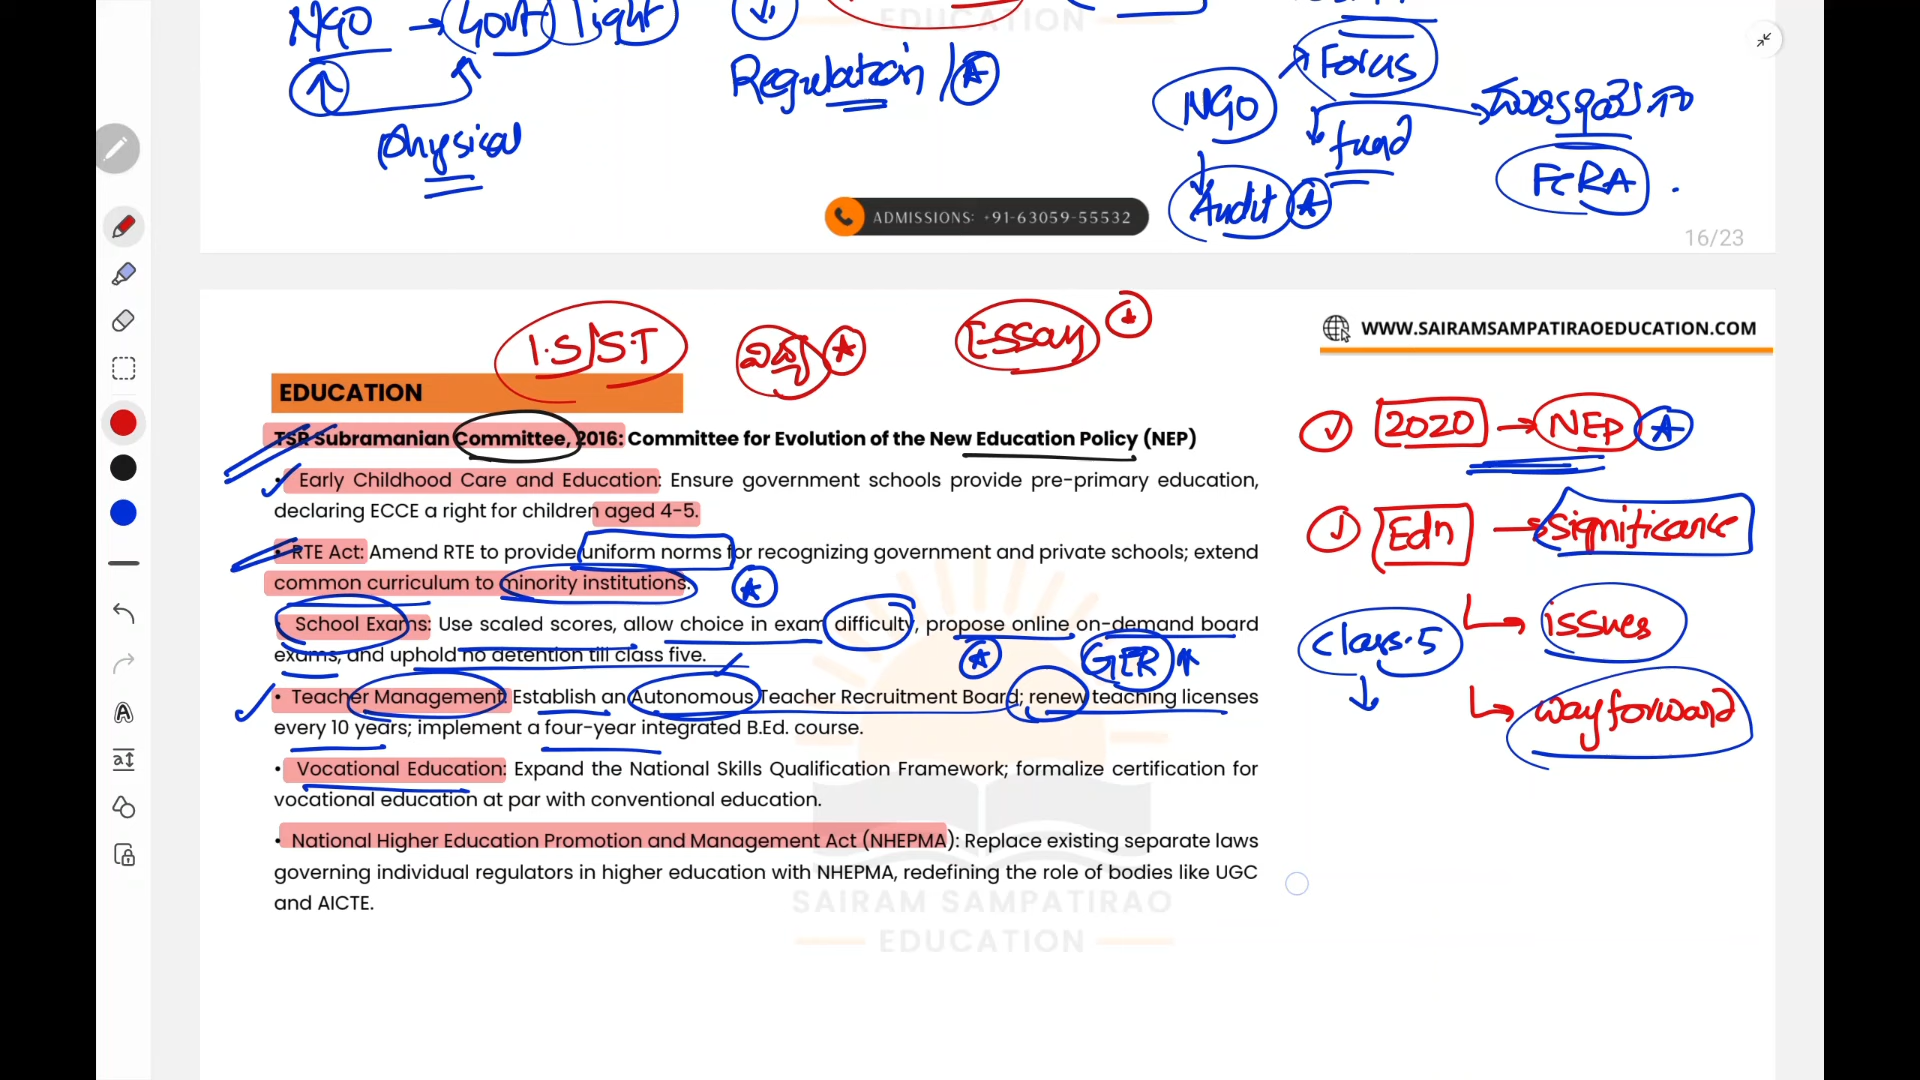 EDUCATION
NGO → Govt light
Regulation /
physical
NGO
Focus
fund
Audit
FCRA
ADMISSIONS: +91-63059-55532
16/23
I.S/S.T
విద్య
Essay
WWW.SAIRAMSAMPATIRAOEDUCATION.COM
EDUCATION
TSR Subramanian Committee, 2016: Committee for Evolution of the New Education Policy (NEP)
• Early Childhood Care and Education: Ensure government schools provide pre-primary education,
declaring ECCE a right for children aged 4-5.
• RTE Act: Amend RTE to provide uniform norms for recognizing government and private schools; extend
common curriculum to minority institutions.
• School Exams: Use scaled scores, allow choice in exam difficulty, propose online on-demand board
exams, and uphold no detention till class five.
GER ↑
• Teacher Management: Establish an Autonomous Teacher Recruitment Board; renew teaching licenses
every 10 years; implement a four-year integrated B.Ed. course.
• Vocational Education: Expand the National Skills Qualification Framework; formalize certification for
vocational education at par with conventional education.
• National Higher Education Promotion and Management Act (NHEPMA): Replace existing separate laws
governing individual regulators in higher education with NHEPMA, redefining the role of bodies like UGC
and AICTE.
2020 → NEP
Edn → significance
issues
class.5
way forward
SAIRAM SAMPATIRAO
EDUCATION